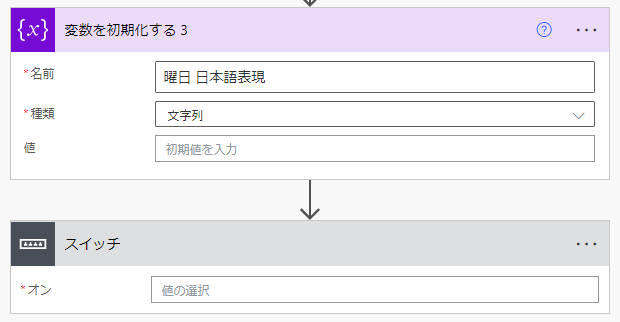 {x} 変数を初期化する 3 ? ···
*名前 曜日 日本語表現
*種類 文字列
値 初期値を入力
スイッチ ···
*オン 値の選択